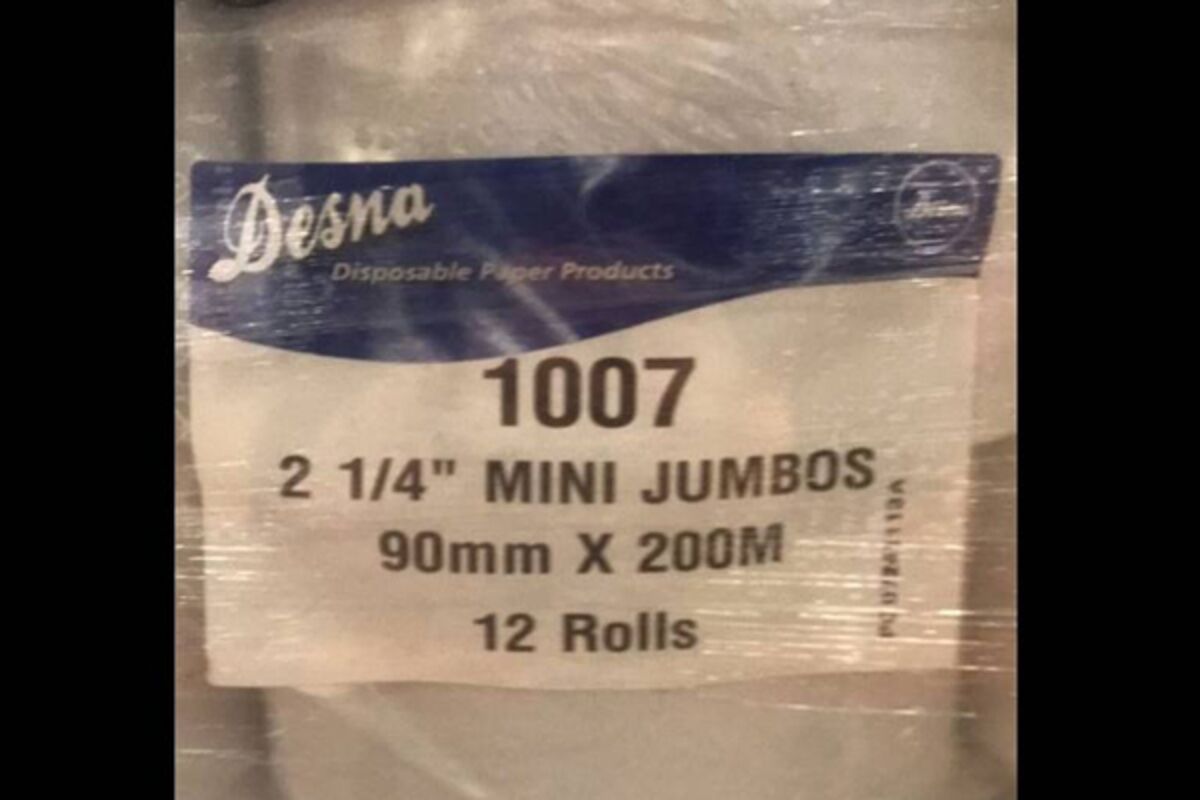 Desna
Disposable Paper Products
1007
2 1/4" MINI JUMBOS
90mm X 200M
12 Rolls